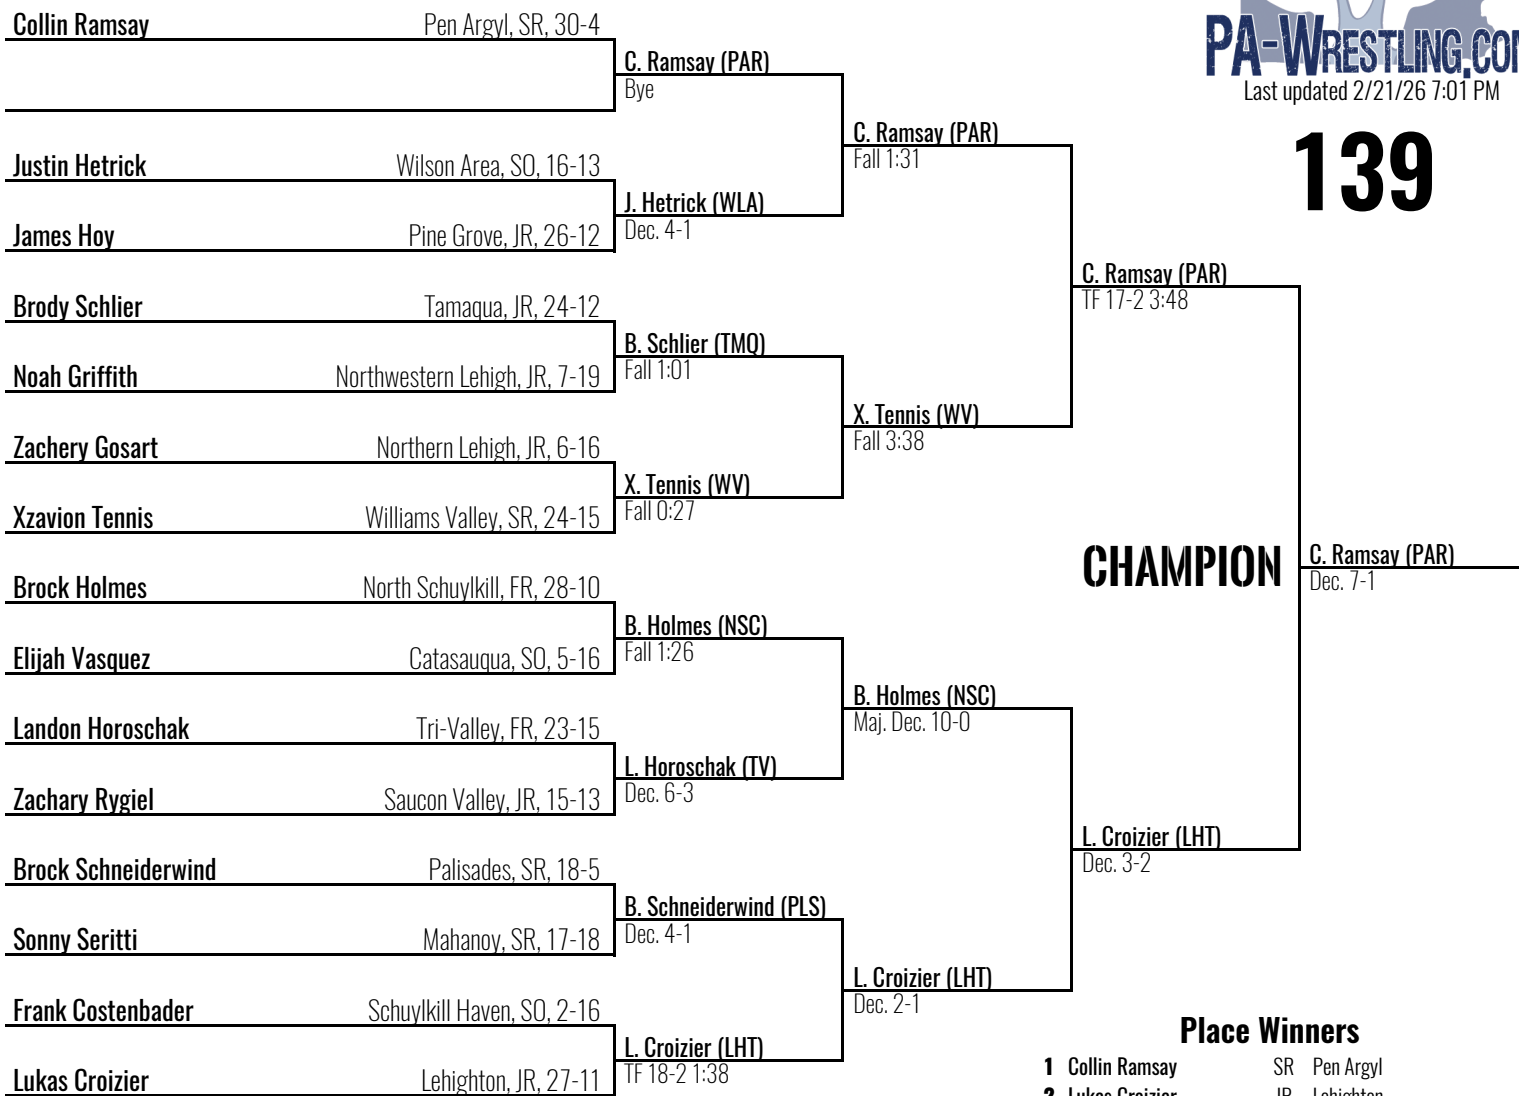 Collin Ramsay Pen Argyl, SR, 30-4
C. Ramsay (PAR)
Bye
Justin Hetrick Wilson Area, SO, 16-13
James Hoy Pine Grove, JR, 26-12
J. Hetrick (WLA)
Dec. 4-1
C. Ramsay (PAR)
Fall 1:31
Brody Schlier Tamaqua, JR, 24-12
Noah Griffith Northwestern Lehigh, JR, 7-19
B. Schlier (TMQ)
Fall 1:01
Zachery Gosart Northern Lehigh, JR, 6-16
Xzavion Tennis Williams Valley, SR, 24-15
X. Tennis (WV)
Fall 0:27
X. Tennis (WV)
Fall 3:38
C. Ramsay (PAR)
TF 17-2 3:48
Brock Holmes North Schuylkill, FR, 28-10
Elijah Vasquez Catasauqua, SO, 5-16
B. Holmes (NSC)
Fall 1:26
Landon Horoschak Tri-Valley, FR, 23-15
Zachary Rygiel Saucon Valley, JR, 15-13
L. Horoschak (TV)
Dec. 6-3
B. Holmes (NSC)
Maj. Dec. 10-0
Brock Schneiderwind Palisades, SR, 18-5
Sonny Seritti Mahanoy, SR, 17-18
B. Schneiderwind (PLS)
Dec. 4-1
Frank Costenbader Schuylkill Haven, SO, 2-16
Lukas Croizier Lehighton, JR, 27-11
L. Croizier (LHT)
TF 18-2 1:38
L. Croizier (LHT)
Dec. 2-1
L. Croizier (LHT)
Dec. 3-2
PA-WRESTLING.CO
Last updated 2/21/26 7:01 PM
139
CHAMPION
C. Ramsay (PAR)
Dec. 7-1
Place Winners
1 Collin Ramsay SR Pen Argyl
2 Lukas Croizier JR Lehighton